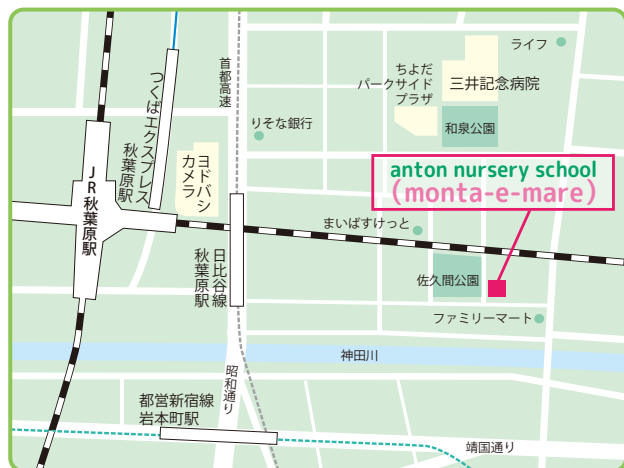 ライフ
ちよだ
パークサイド
プラザ
三井記念病院
和泉公園
首都高速
りそな銀行
つくばエクスプレス
秋葉原駅
ヨドバシ
カメラ
JR秋葉原駅
anton nursery school
(monta-e-mare)
まいばすけっと
日比谷線
秋葉原駅
佐久間公園
ファミリーマート
神田川
昭和通り
都営新宿線
岩本町駅
靖国通り